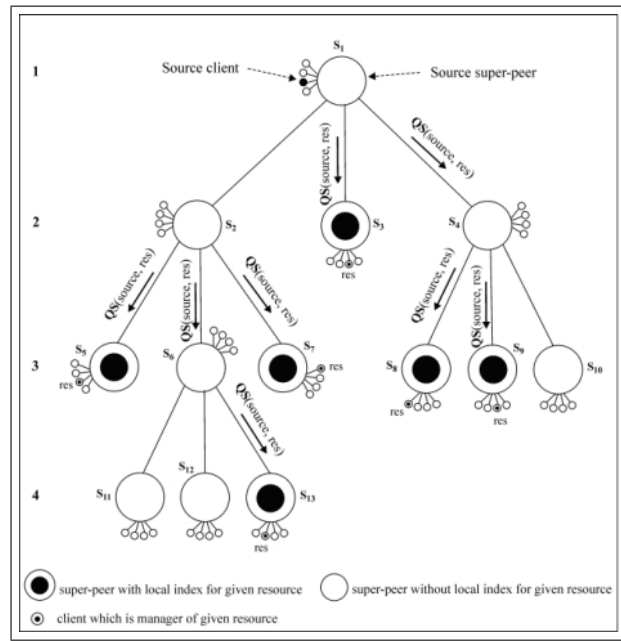 S1
1
Source client
Source super-peer
QS(source, res)
QS(source, res)
2
S2
S3
S4
res
QS(source, res)
QS(source, res)
QS(source, res)
QS(source, res)
QS(source, res)
3
S5
S6
S7
S8
S9
S10
res
res
res
res
QS(source, res)
4
S11
S12
S13
res
super-peer with local index for given resource
super-peer without local index for given resource
client which is manager of given resource